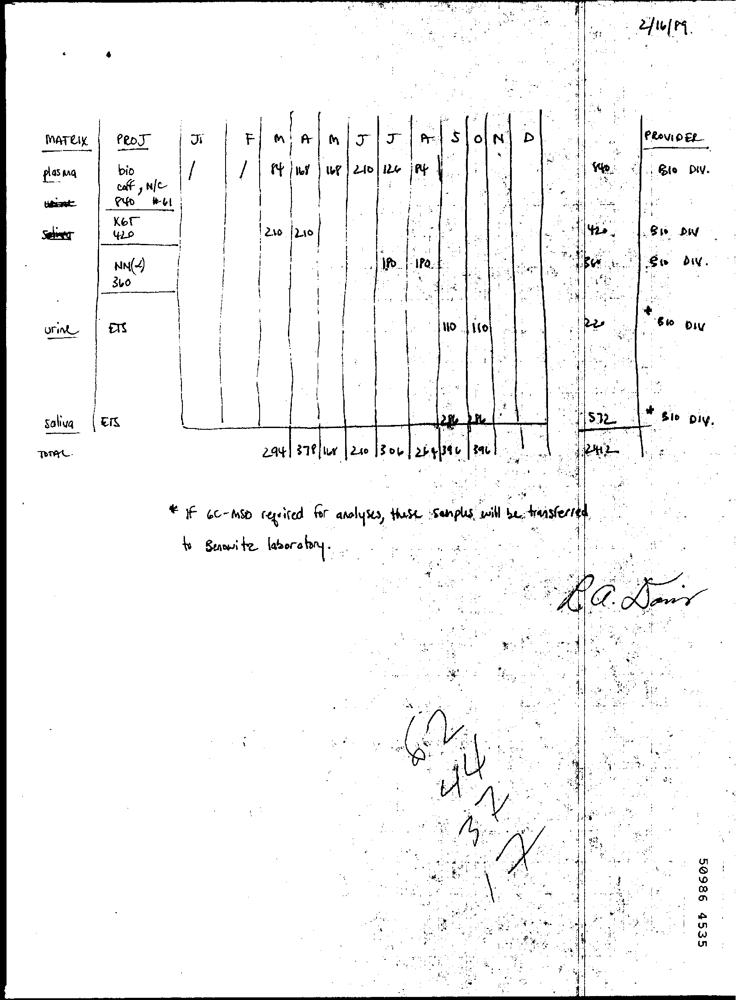 2/16/89.
MATRIX PROJ J F M A M J J A S O N D PROVIDER
plasma bio / / 84 168 168 210 126 84 840 BIO DIV.
caff, N/C
840 #-61
K6T
saliva 420 210 210 420. BIO DIV
NN(-) 180 180 360 BIO DIV.
360
urine ETS 110 110 220 * BIO DIV
saliva ETS 286 286 572 * BIO DIV.
TOTAL 294 378 168 210 306 264 396 396 2412
* If GC-MSD required for analyses, these samples will be transferred
to Benowitz laboratory.
R.A. Davis
62
44
37
17
50986 4535